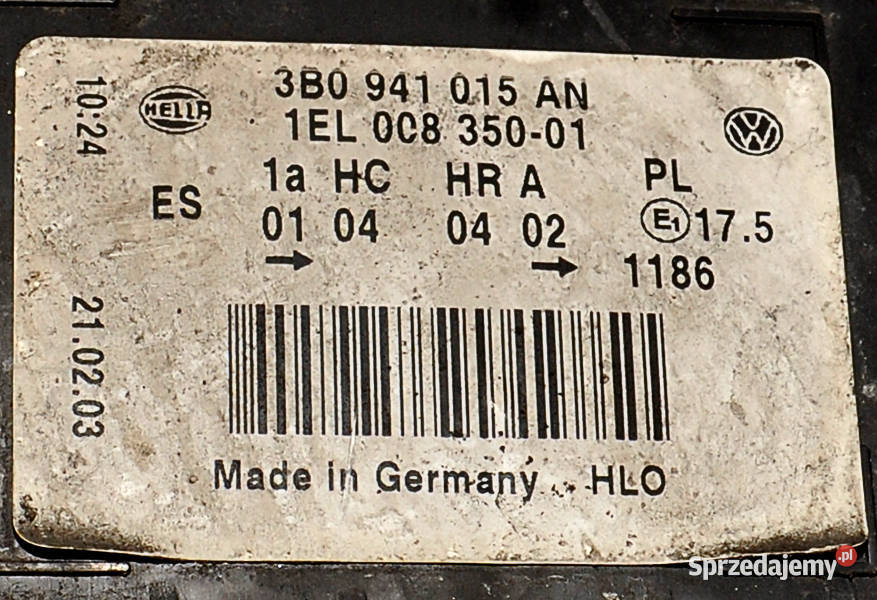 3B0 941 015 AN
HELLA
1EL 008 350-01
10:24
1a HC HR A PL
ES
01 04 04 02 E1 17.5
1186
21.02.03
Made in Germany HLO
Sprzedajemy.pl